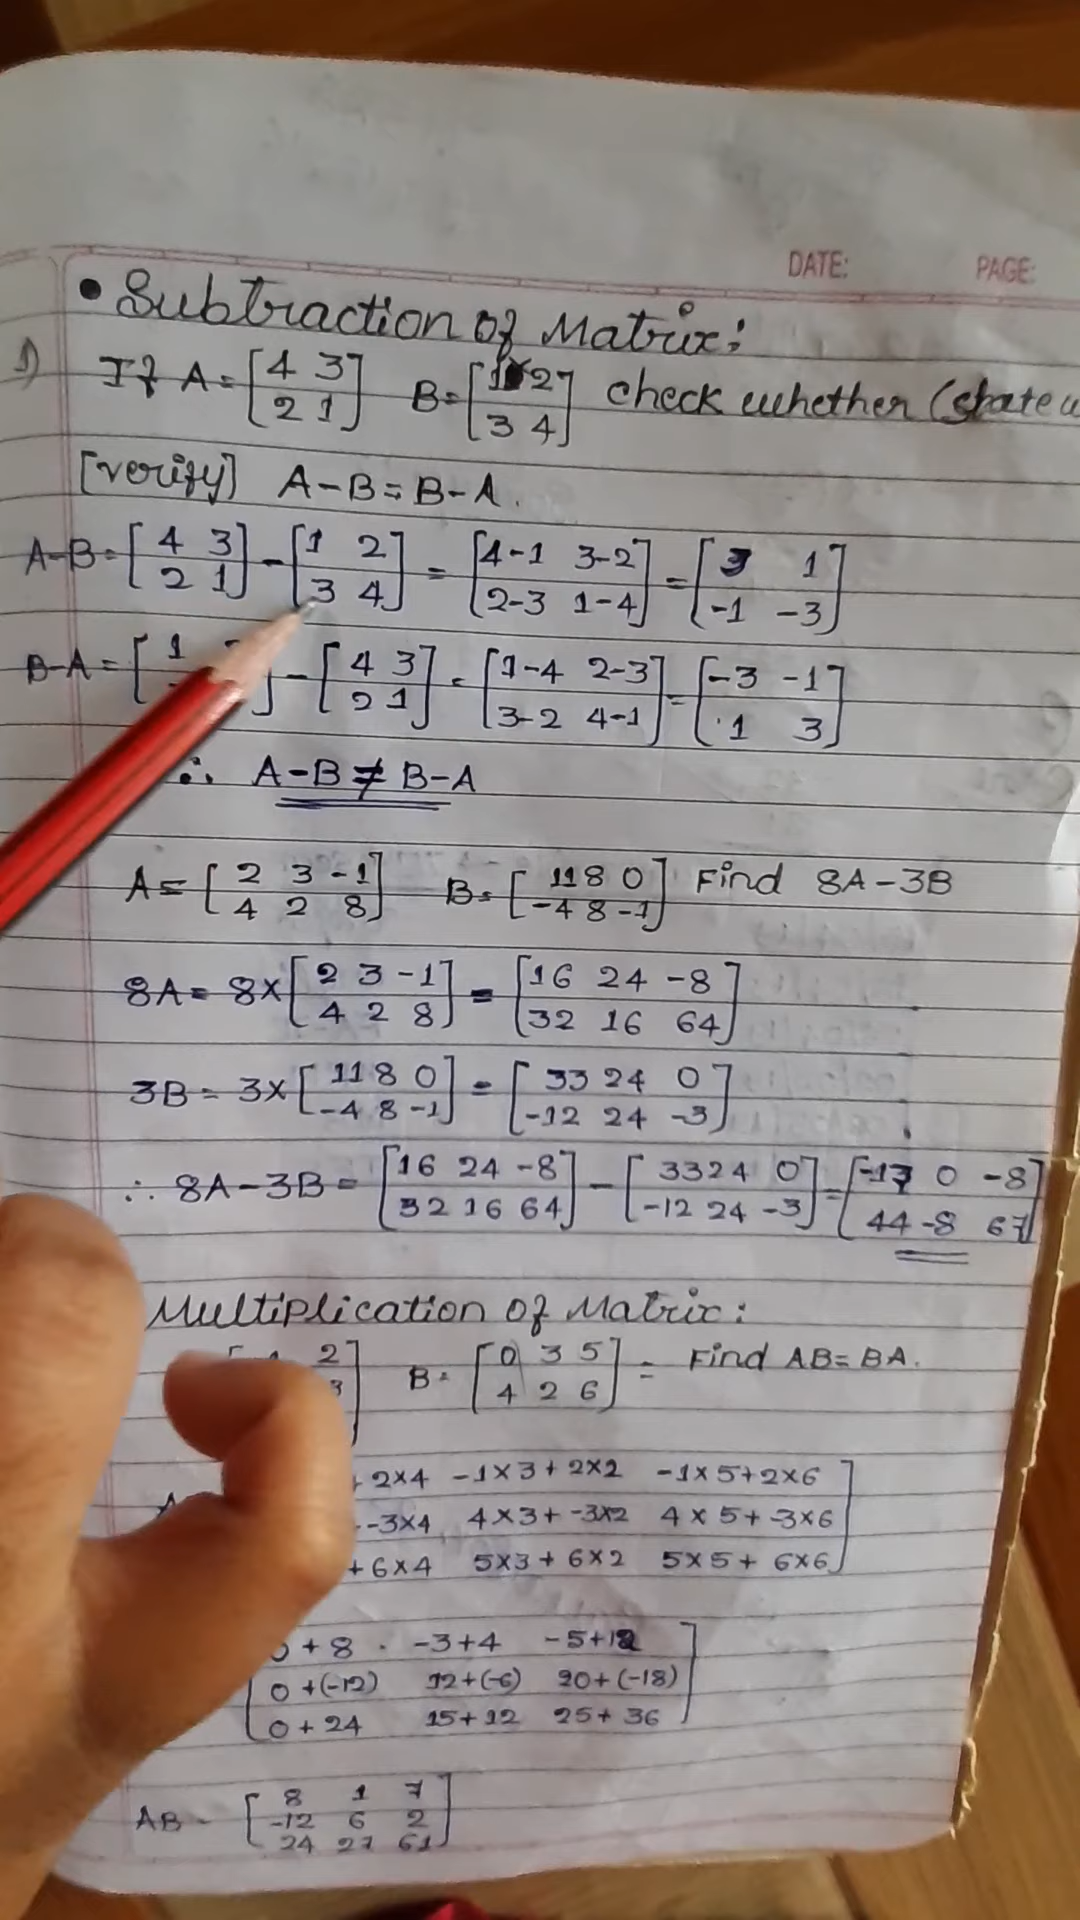 DATE: PAGE:
• Subtraction of Matrix:
1) If A = [4 3 / 2 1] B = [1 2 / 3 4] check whether (state
[verify] A-B = B-A.
A-B = [4 3 / 2 1] - [1 2 / 3 4] = [4-1 3-2 / 2-3 1-4] = [3 1 / -1 -3]
B-A = [1 ] - [4 3 / 2 1] = [1-4 2-3 / 3-2 4-1] = [-3 -1 / 1 3]
∴ A-B ≠ B-A
A = [2 3 -1 / 4 2 8] B = [11 8 0 / -4 8 -1] Find 8A-3B
8A = 8×[2 3 -1 / 4 2 8] = [16 24 -8 / 32 16 64]
3B = 3×[11 8 0 / -4 8 -1] = [33 24 0 / -12 24 -3]
∴ 8A-3B = [16 24 -8 / 32 16 64] - [33 24 0 / -12 24 -3] = [-17 0 -8 / 44 -8 67]
Multiplication of Matrix:
2 B = [0 3 5 / 4 2 6] = Find AB = BA.
3
+ 2×4 -1×3 + 2×2 -1×5+2×6
-3×4 4×3+ -3×2 4×5+ -3×6
+ 6×4 5×3 + 6×2 5×5 + 6×6
0 + 8 -3+4 -5+12
0 +(-12) 12+(-6) 20+(-18)
0 + 24 15+12 25+36
AB = [8 1 7 / -12 6 2 / 24 27 61]